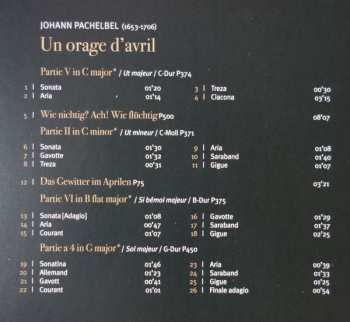 JOHANN PACHELBEL (1653-1706)
Un orage d'avril
Partie V in C major* / Ut majeur / C-Dur P374
1 | Sonata 01'20
2 | Aria 01'14
3 | Treza 00'30
6 | Ciacona 03'15
5 | Wie nichtig? Ach! Wie flüchtig P500 08'07
Partie II in C minor* / Ut mineur / C-Moll P371
6 | Sonata 01'30
7 | Gavotte 01'32
8 | Treza 00'31
9 | Aria 01'08
10 | Saraband 01'40
11 | Gigue 01'07
12 | Das Gewitter im Aprilen P75 03'21
Partie VI in B flat major* / Si bémol majeur / B-Dur P375
13 | Sonata [Adagio] 01'08
14 | Aria 00'47
15 | Courant 01'07
16 | Gavotte 01'29
17 | Saraband 01'37
18 | Gigue 02'25
Partie a 4 in G major* / Sol majeur / G-Dur P450
19 | Sonatina 01'46
20 | Allemand 01'23
21 | Gavott 00'41
22 | Courant 01'01
23 | Aria 00'39
24 | Saraband 01'33
25 | Gigue 01'25
26 | Finale adagio 00'54